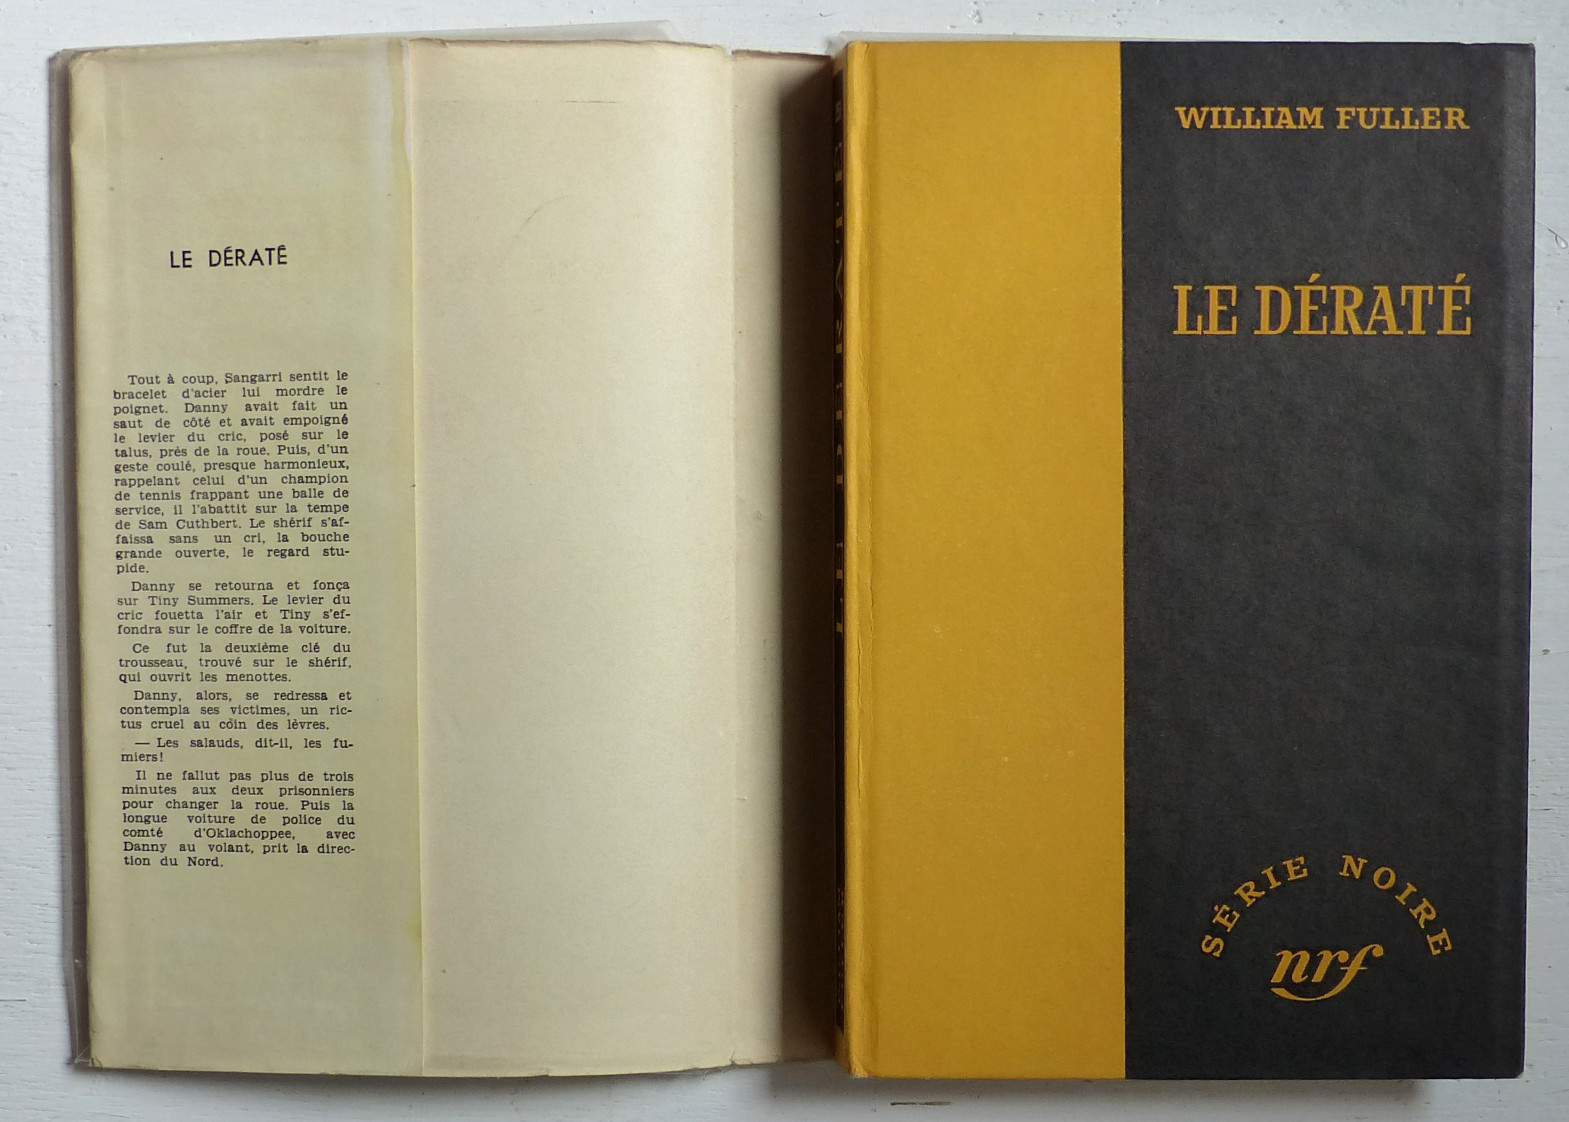 LE DÉRATÉ
Tout à coup, Sangarri sentit le
bracelet d'acier lui mordre le
poignet. Danny avait fait un
saut de côté et avait empoigné
le levier du cric, posé sur le
talus, près de la roue. Puis, d'un
geste coulé, presque harmonieux,
rappelant celui d'un champion
de tennis frappant une balle de
service, il l'abattit sur la tempe
de Sam Cuthbert. Le shérif s'af-
faissa sans un cri, la bouche
grande ouverte, le regard stu-
pide.
Danny se retourna et fonça
sur Tiny Summers. Le levier du
cric fouetta l'air et Tiny s'ef-
fondra sur le coffre de la voiture.
Ce fut la deuxième clé du
trousseau, trouvé sur le shérif,
qui ouvrit les menottes.
Danny, alors, se redressa et
contempla ses victimes, un ric-
tus cruel au coin des lèvres.
— Les salauds, dit-il, les fu-
miers!
Il ne fallut pas plus de trois
minutes aux deux prisonniers
pour changer la roue. Puis la
longue voiture de police du
comté d'Oklachoppee, avec
Danny au volant, prit la direc-
tion du Nord.
WILLIAM FULLER
LE DÉRATÉ
SÉRIE NOIRE
nrf